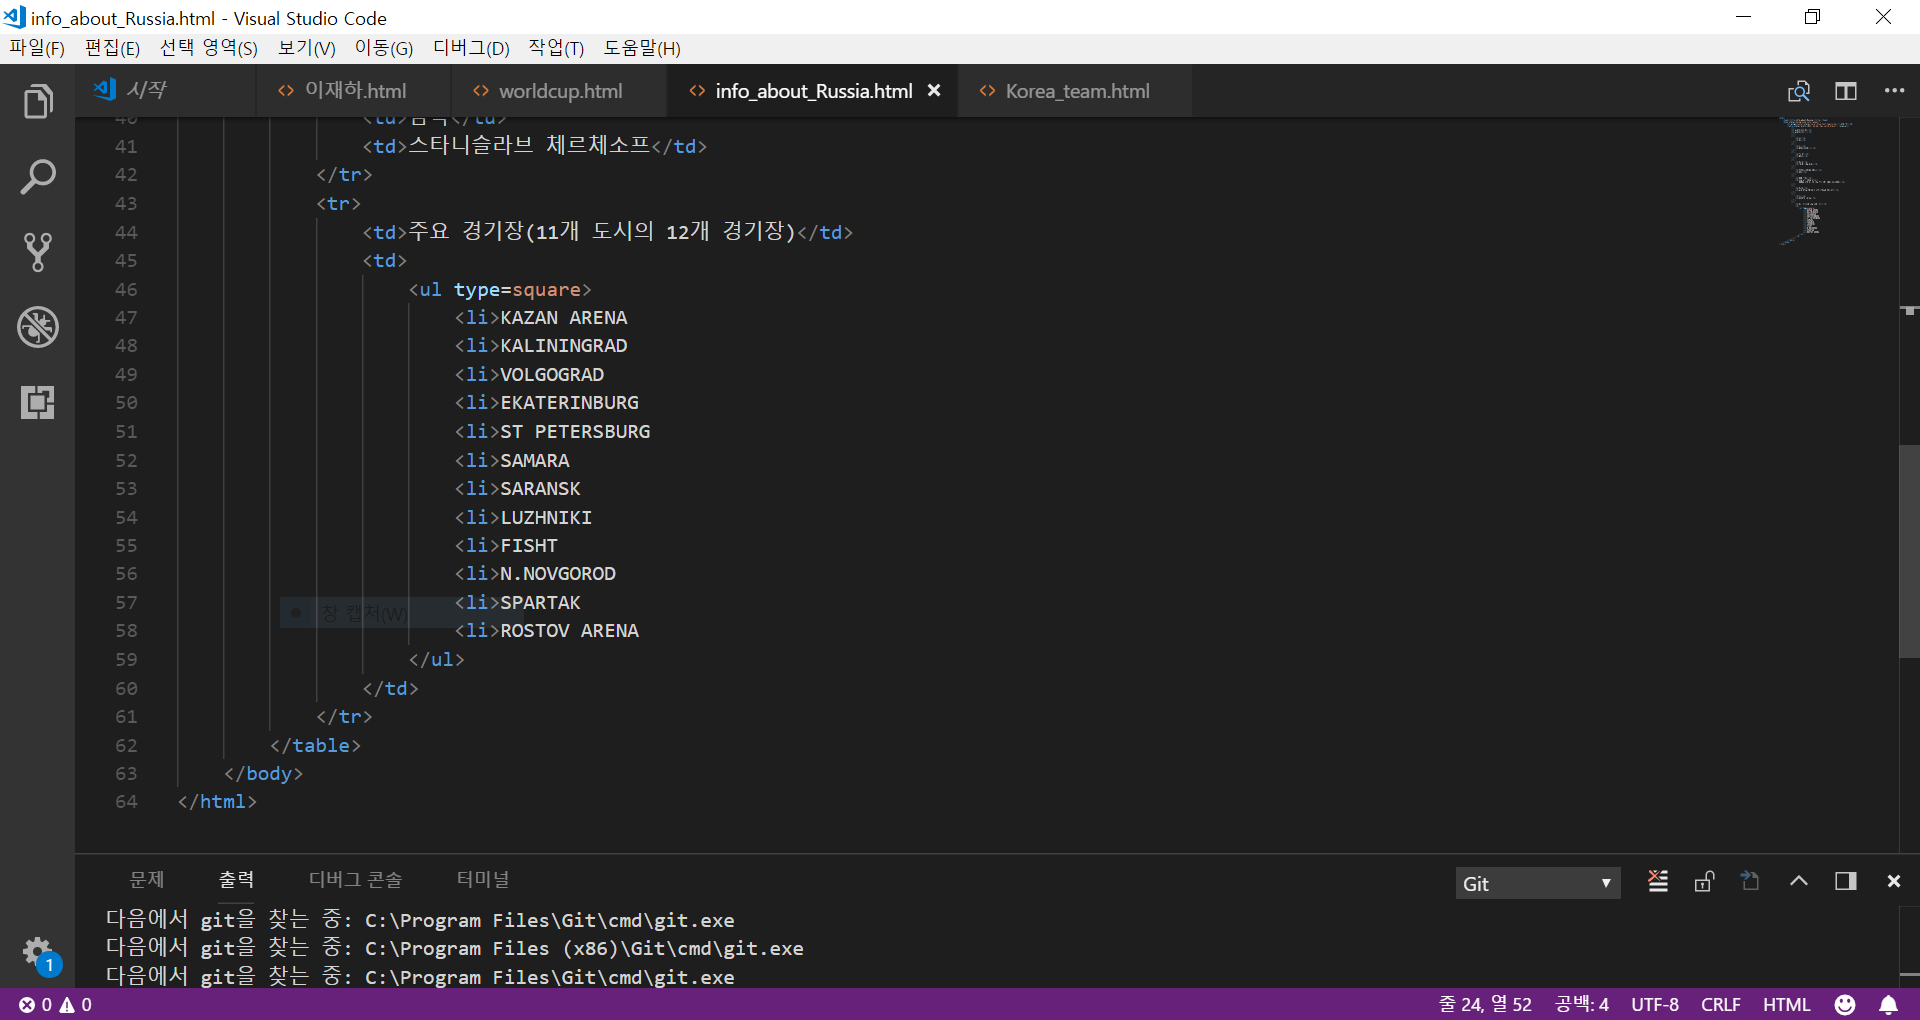 info_about_Russia.html - Visual Studio Code
파일(F) 편집(E) 선택 영역(S) 보기(V) 이동(G) 디버그(D) 작업(T) 도움말(H)
시작 <> 이재하.html <> worldcup.html <> info_about_Russia.html <> Korea_team.html
41 <td>스타니슬라브 체르체소프</td>
42 </tr>
43 <tr>
44 <td>주요 경기장(11개 도시의 12개 경기장)</td>
45 <td>
46 <ul type=square>
47 <li>KAZAN ARENA
48 <li>KALININGRAD
49 <li>VOLGOGRAD
50 <li>EKATERINBURG
51 <li>ST PETERSBURG
52 <li>SAMARA
53 <li>SARANSK
54 <li>LUZHNIKI
55 <li>FISHT
56 <li>N.NOVGOROD
57 <li>SPARTAK
창 캡처(W)
58 <li>ROSTOV ARENA
59 </ul>
60 </td>
61 </tr>
62 </table>
63 </body>
64 </html>
문제 출력 디버그 콘솔 터미널 Git
다음에서 git을 찾는 중: C:\Program Files\Git\cmd\git.exe
다음에서 git을 찾는 중: C:\Program Files (x86)\Git\cmd\git.exe
다음에서 git을 찾는 중: C:\Program Files\Git\cmd\git.exe
1
0 0 줄 24, 열 52 공백: 4 UTF-8 CRLF HTML